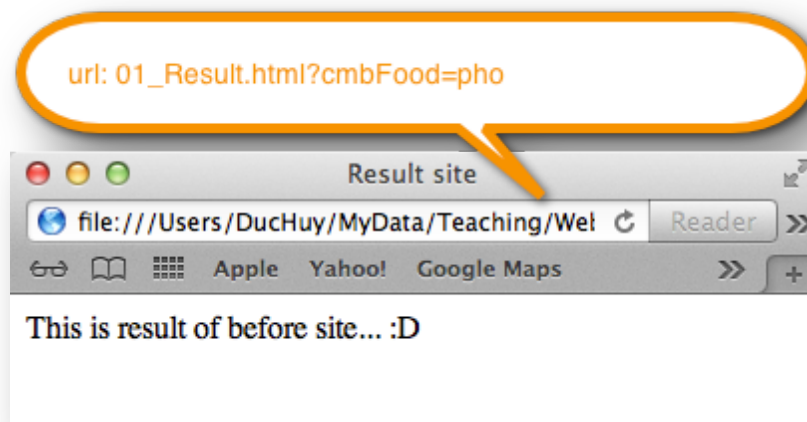 url: 01_Result.html?cmbFood=pho
Result site
file:///Users/DucHuy/MyData/Teaching/Web
Reader
Apple Yahoo! Google Maps
This is result of before site... :D